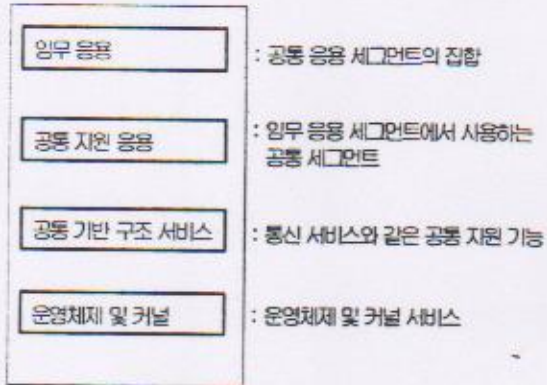 임무 응용
: 공통 응용 세그먼트의 집합
공통 지원 응용
: 임무 응용 세그먼트에서 사용하는
공통 세그먼트
공통 기반 구조 서비스
: 통신 서비스와 같은 공통 지원 기능
운영체제 및 커널
: 운영체제 및 커널 서비스